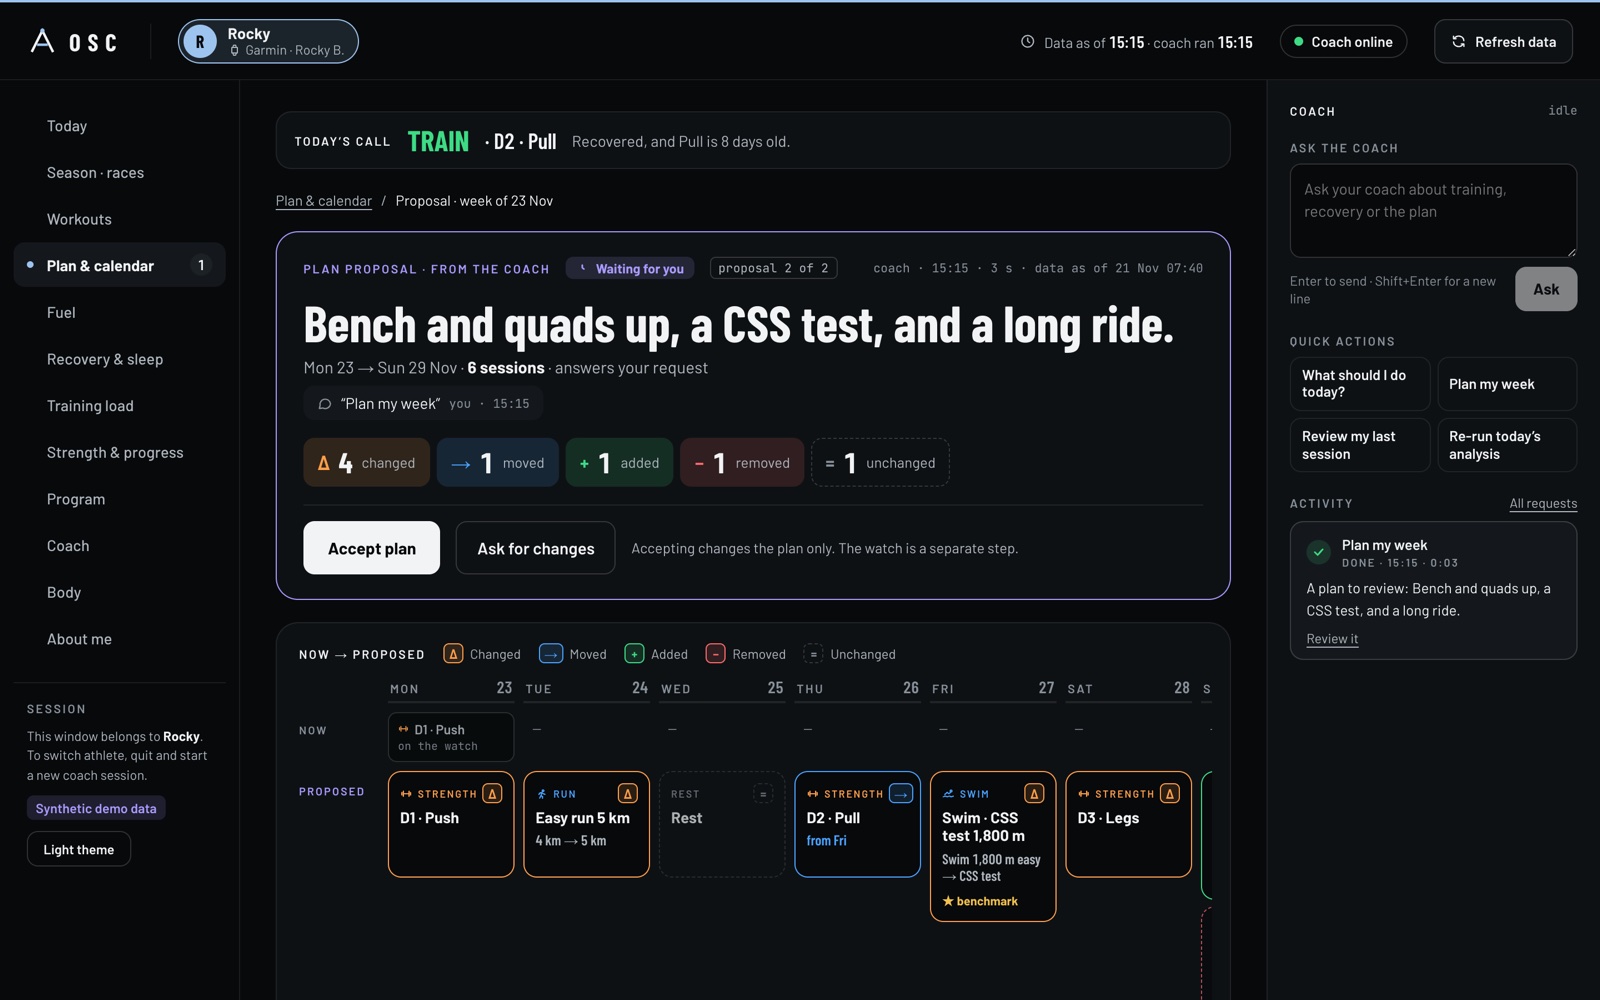 OSC
R
Rocky
Garmin · Rocky B.
Data as of 15:15 · coach ran 15:15
Coach online
Refresh data
Today
Season · races
Workouts
Plan & calendar
1
Fuel
Recovery & sleep
Training load
Strength & progress
Program
Coach
Body
About me
SESSION
This window belongs to Rocky.
To switch athlete, quit and start
a new coach session.
Synthetic demo data
Light theme
TODAY'S CALL
TRAIN
· D2 · Pull
Recovered, and Pull is 8 days old.
Plan & calendar / Proposal · week of 23 Nov
PLAN PROPOSAL · FROM THE COACH
Waiting for you
proposal 2 of 2
coach · 15:15 · 3 s · data as of 21 Nov 07:40
Bench and quads up, a CSS test, and a long ride.
Mon 23 → Sun 29 Nov · 6 sessions · answers your request
“Plan my week” you · 15:15
Δ 4 changed
→ 1 moved
+ 1 added
− 1 removed
= 1 unchanged
Accept plan
Ask for changes
Accepting changes the plan only. The watch is a separate step.
NOW → PROPOSED
Δ Changed
→ Moved
+ Added
− Removed
= Unchanged
MON 23
TUE 24
WED 25
THU 26
FRI 27
SAT 28
S
NOW
D1 · Push
on the watch
–
–
–
–
–
PROPOSED
STRENGTH Δ
D1 · Push
RUN Δ
Easy run 5 km
4 km → 5 km
REST =
Rest
STRENGTH →
D2 · Pull
from Fri
SWIM Δ
Swim · CSS
test 1,800 m
Swim 1,800 m easy
→ CSS test
★ benchmark
STRENGTH Δ
D3 · Legs
COACH
idle
ASK THE COACH
Ask your coach about training,
recovery or the plan
Enter to send · Shift+Enter for a new
line
Ask
QUICK ACTIONS
What should I do
today?
Plan my week
Review my last
session
Re-run today's
analysis
ACTIVITY
All requests
Plan my week
DONE · 15:15 · 0:03
A plan to review: Bench and quads up, a
CSS test, and a long ride.
Review it